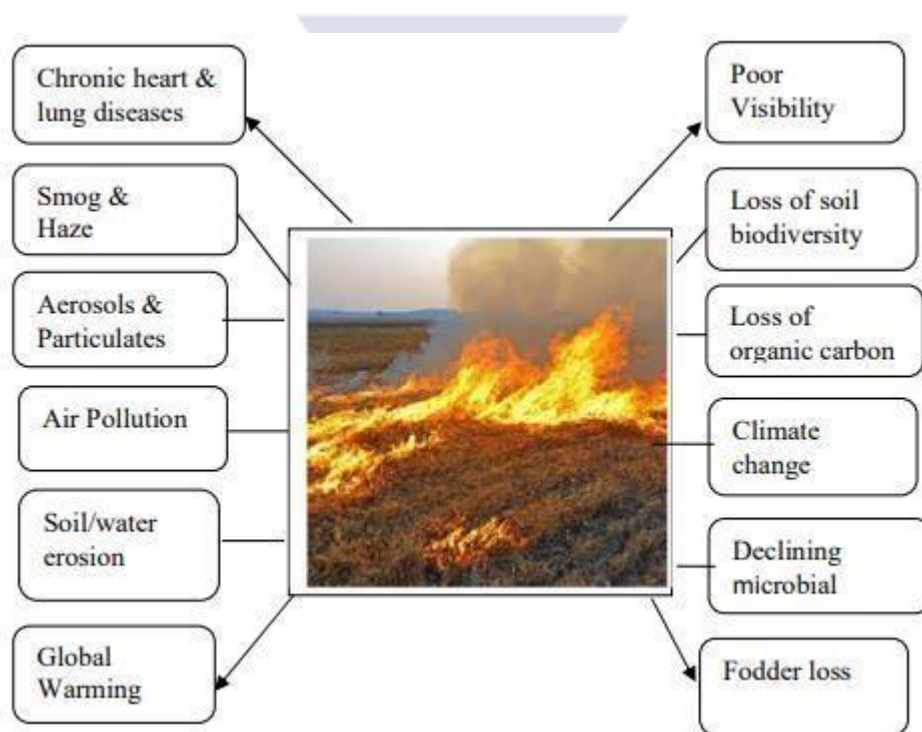 Chronic heart &
lung diseases
Smog &
Haze
Aerosols &
Particulates
Air Pollution
Soil/water
erosion
Global
Warming
Poor
Visibility
Loss of soil
biodiversity
Loss of
organic carbon
Climate
change
Declining
microbial
Fodder loss